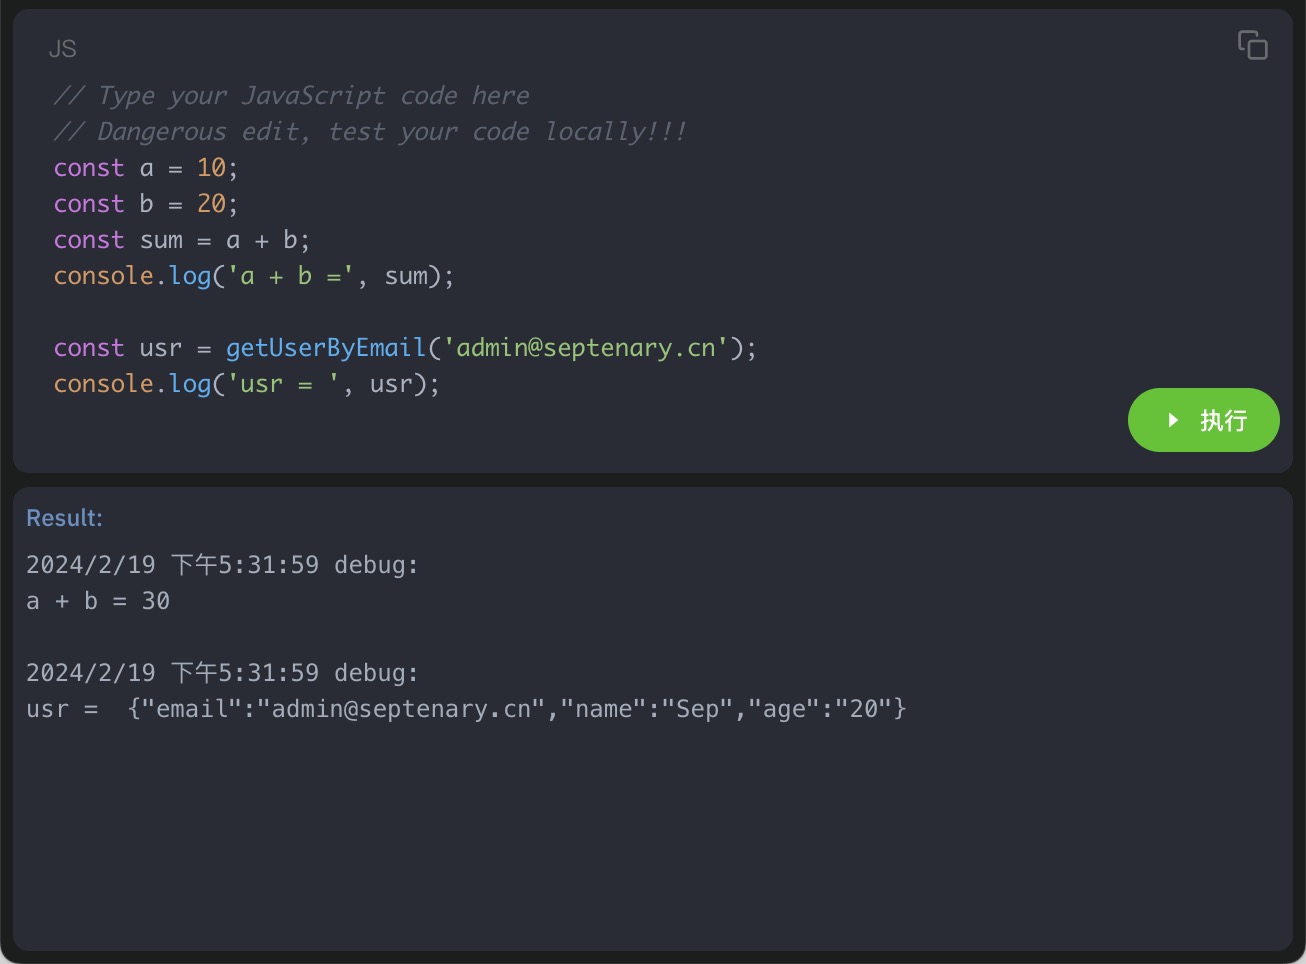 JS
// Type your JavaScript code here
// Dangerous edit, test your code locally!!!
const a = 10;
const b = 20;
const sum = a + b;
console.log('a + b =', sum);
const usr = getUserByEmail('admin@septenary.cn');
console.log('usr = ', usr);
执行
Result:
2024/2/19 下午5:31:59 debug:
a + b = 30
2024/2/19 下午5:31:59 debug:
usr =  {"email":"admin@septenary.cn","name":"Sep","age":"20"}